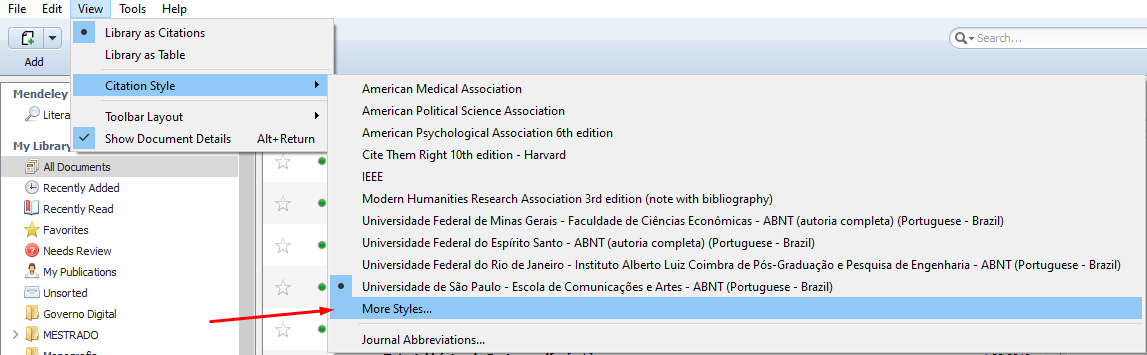 File Edit View Tools Help
Add
Search...
Library as Citations
Library as Table
Citation Style
Toolbar Layout
Show Document Details Alt+Return
American Medical Association
American Political Science Association
American Psychological Association 6th edition
Cite Them Right 10th edition - Harvard
IEEE
Modern Humanities Research Association 3rd edition (note with bibliography)
Universidade Federal de Minas Gerais - Faculdade de Ciências Econômicas - ABNT (autoria completa) (Portuguese - Brazil)
Universidade Federal do Espírito Santo - ABNT (autoria completa) (Portuguese - Brazil)
Universidade Federal do Rio de Janeiro - Instituto Alberto Luiz Coimbra de Pós-Graduação e Pesquisa de Engenharia - ABNT (Portuguese - Brazil)
Universidade de São Paulo - Escola de Comunicações e Artes - ABNT (Portuguese - Brazil)
More Styles...
Journal Abbreviations...
Mendeley
Litera
My Library
All Documents
Recently Added
Recently Read
Favorites
Needs Review
My Publications
Unsorted
Governo Digital
MESTRADO